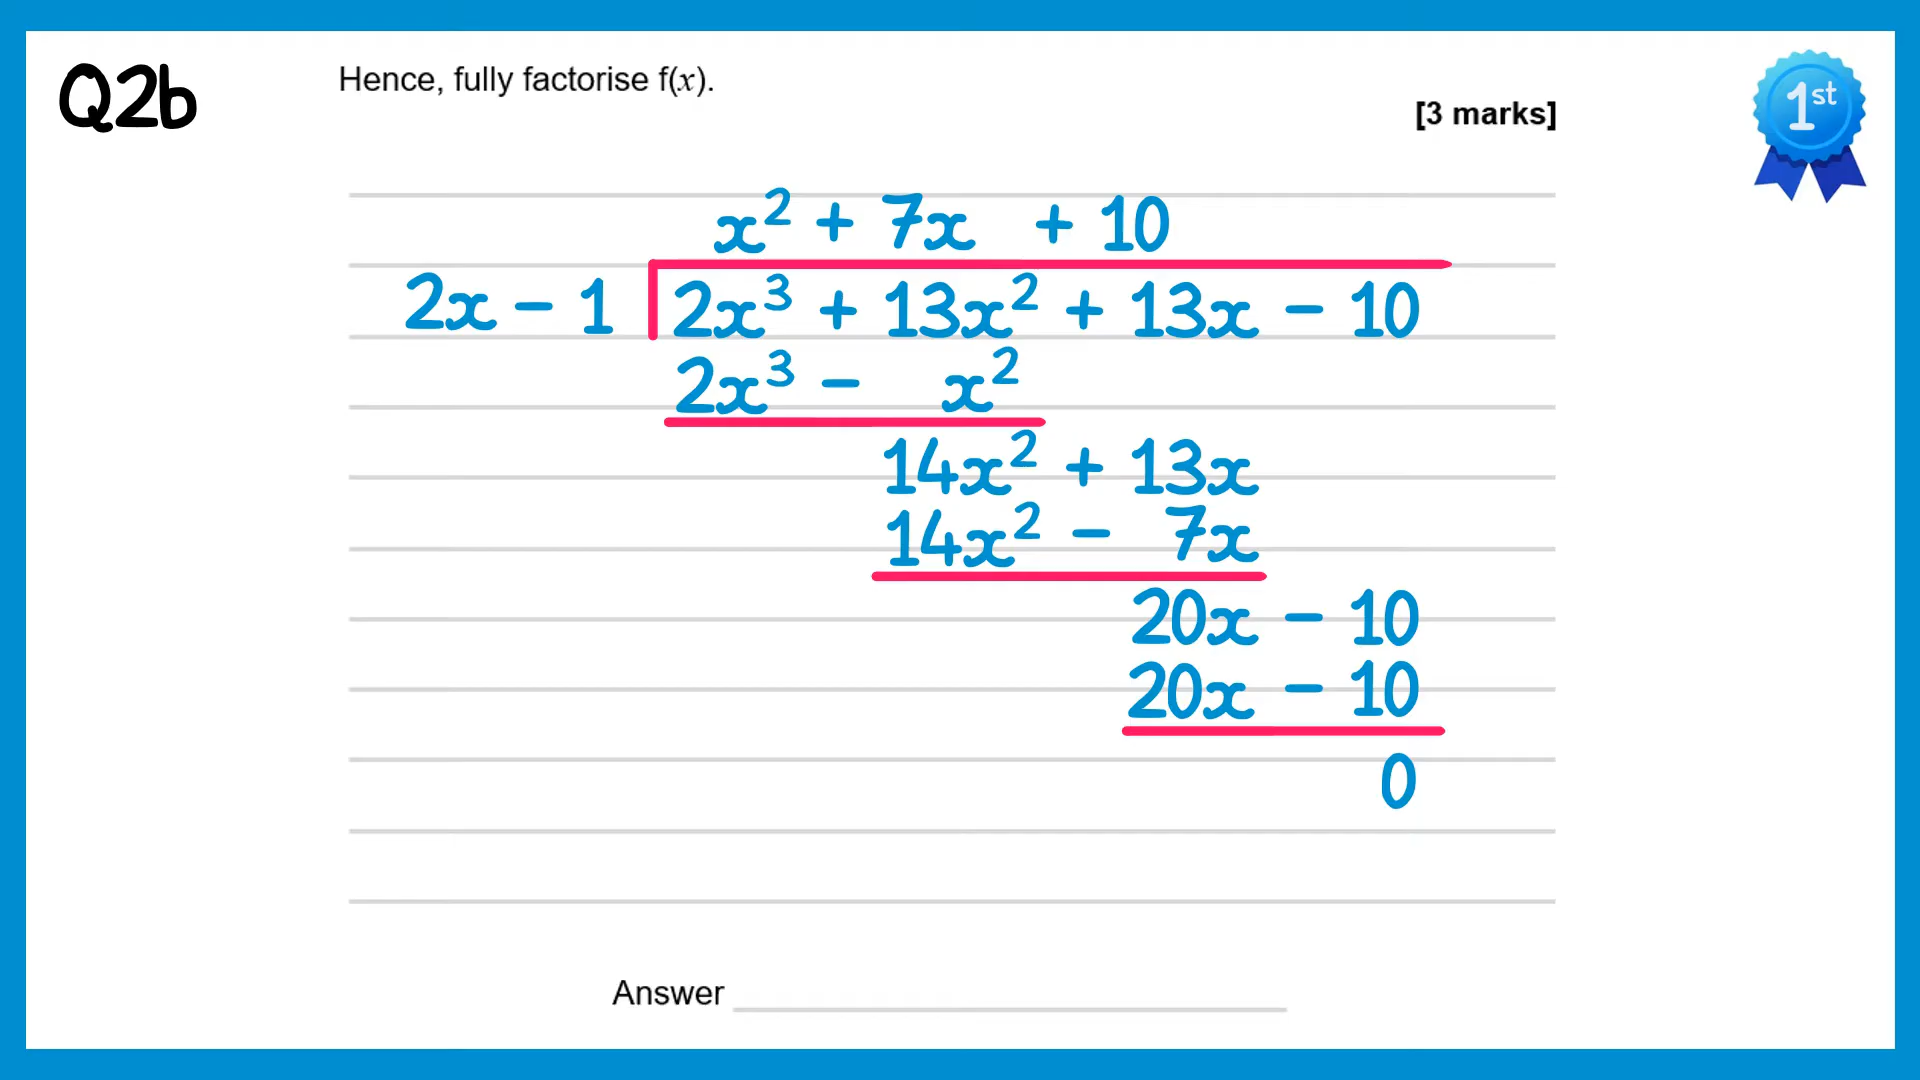 Q2b
Hence, fully factorise f(x).
[3 marks]
1st
x² + 7x + 10
2x − 1 2x³ + 13x² + 13x − 10
2x³ − x²
14x² + 13x
14x² − 7x
20x − 10
20x − 10
0
Answer